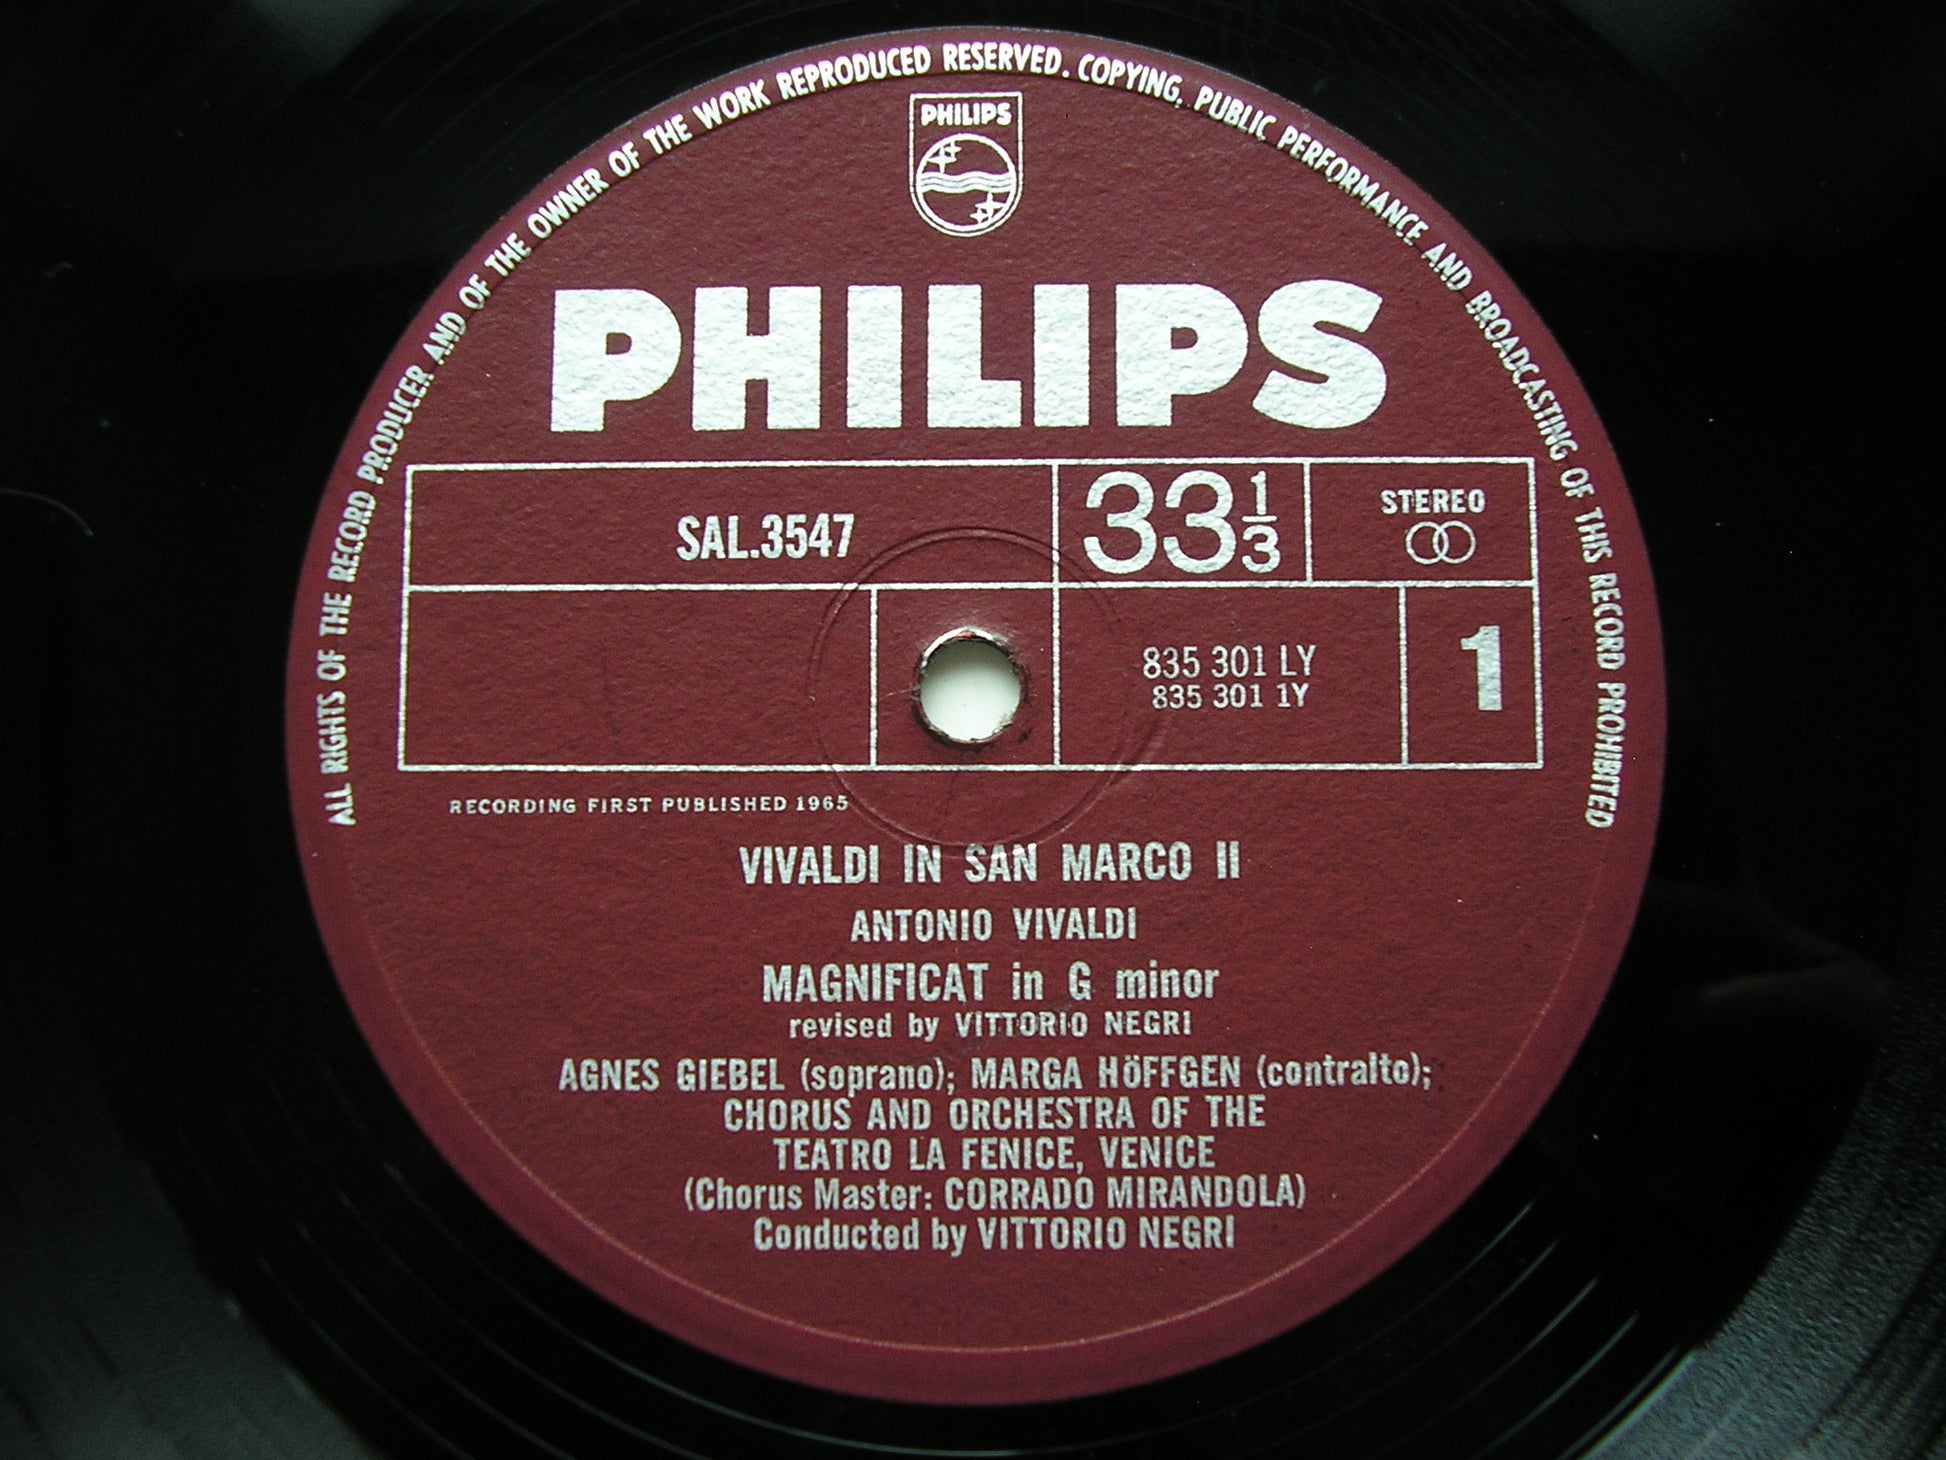 ALL RIGHTS OF THE RECORD PRODUCER AND OF THE OWNER OF THE WORK REPRODUCED RESERVED. COPYING, PUBLIC PERFORMANCE AND BROADCASTING OF THIS RECORD PROHIBITED
PHILIPS
PHILIPS
SAL.3547
33 1/3
STEREO
835 301 LY
835 301 1Y
1
RECORDING FIRST PUBLISHED 1965
VIVALDI IN SAN MARCO II
ANTONIO VIVALDI
MAGNIFICAT in G minor
revised by VITTORIO NEGRI
AGNES GIEBEL (soprano); MARGA HÖFFGEN (contralto);
CHORUS AND ORCHESTRA OF THE
TEATRO LA FENICE, VENICE
(Chorus Master: CORRADO MIRANDOLA)
Conducted by VITTORIO NEGRI